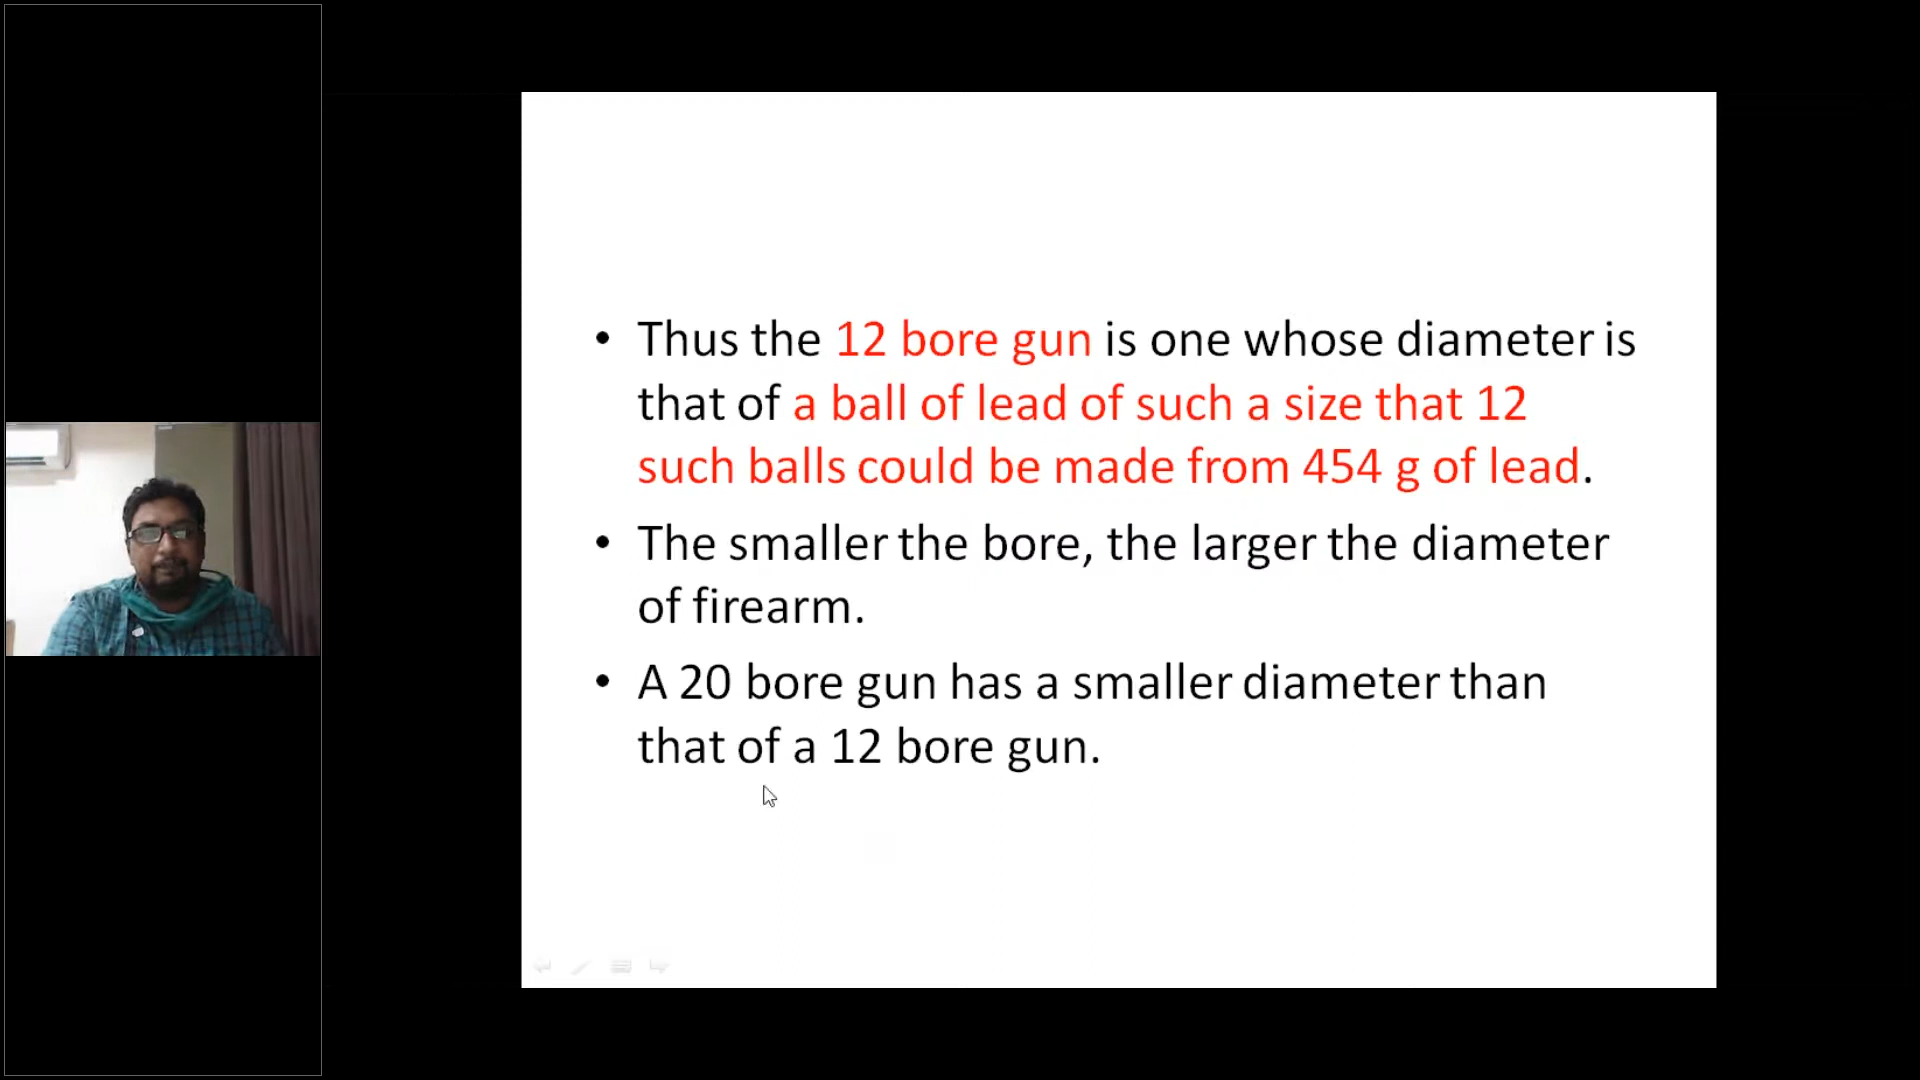 • Thus the 12 bore gun is one whose diameter is
that of a ball of lead of such a size that 12
such balls could be made from 454 g of lead.
• The smaller the bore, the larger the diameter
of firearm.
• A 20 bore gun has a smaller diameter than
that of a 12 bore gun.